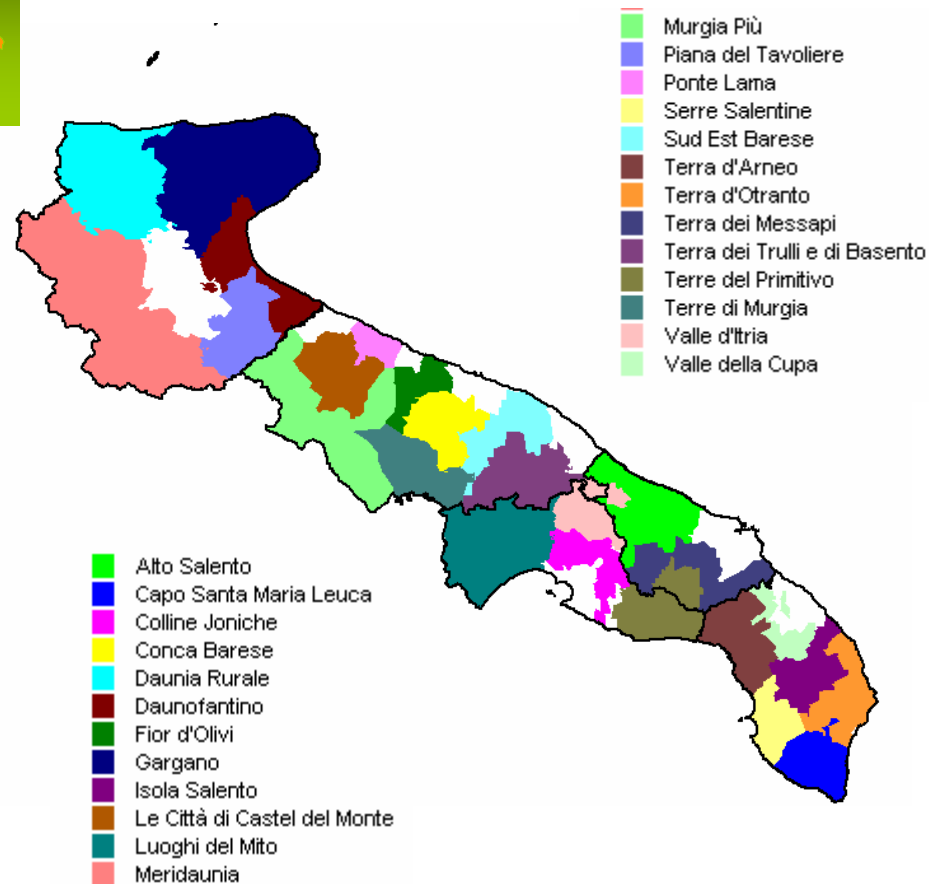 Murgia Più
Piana del Tavoliere
Ponte Lama
Serre Salentine
Sud Est Barese
Terra d'Arneo
Terra d'Otranto
Terra dei Messapi
Terra dei Trulli e di Basento
Terre del Primitivo
Terre di Murgia
Valle d'Itria
Valle della Cupa
Alto Salento
Capo Santa Maria Leuca
Colline Joniche
Conca Barese
Daunia Rurale
Daunofantino
Fior d'Olivi
Gargano
Isola Salento
Le Città di Castel del Monte
Luoghi del Mito
Meridaunia